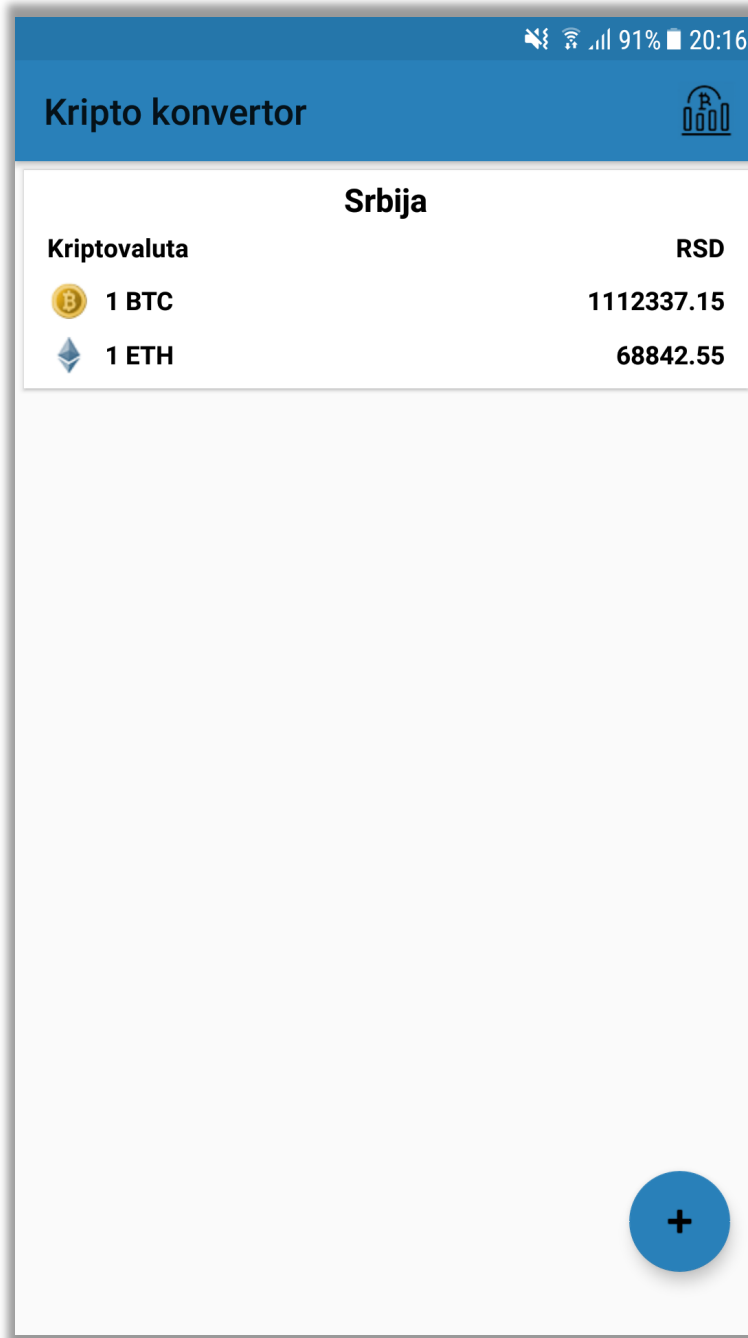 91% 20:16
Kripto konvertor
Srbija
Kriptovaluta RSD
1 BTC 1112337.15
1 ETH 68842.55
+